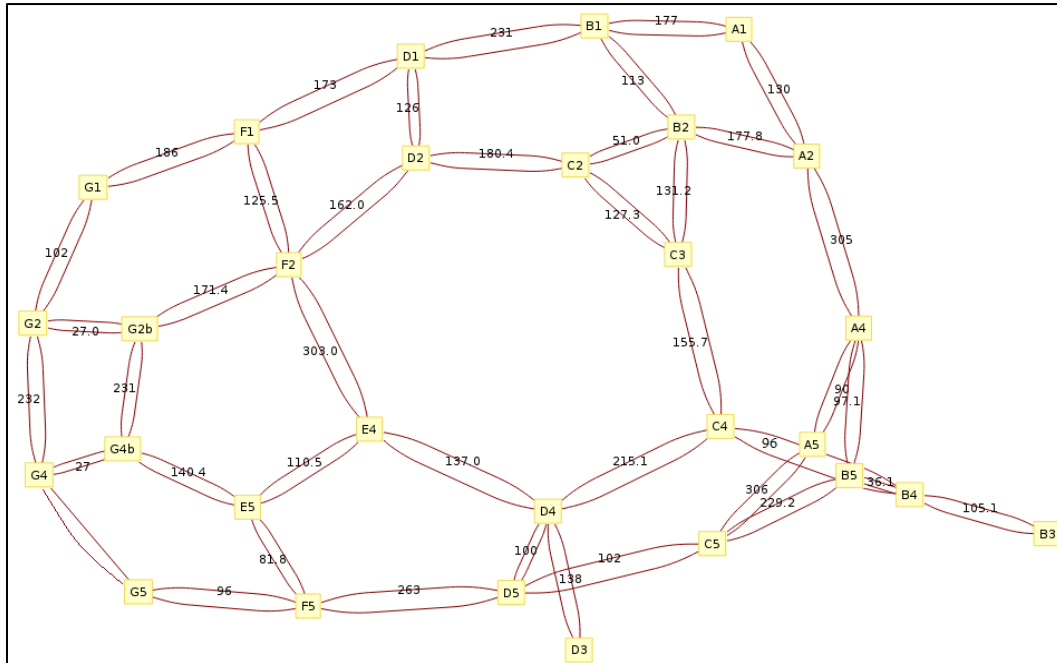 B1
177
A1
231
D1
113
130
173
126
F1
B2
51.0
177.8
A2
D2
180.4
C2
186
G1
125.5
162.0
131.2
127.3
305
102
F2
C3
171.4
G2
27.0
G2b
A4
303.0
155.7
231
232
90
97.1
E4
C4
G4b
110.5
137.0
96
A5
G4
27
140.4
215.1
B5
36.1
306
B4
229.2
105.1
E5
D4
B3
81.8
100
C5
102
138
G5
96
263
D5
F5
D3